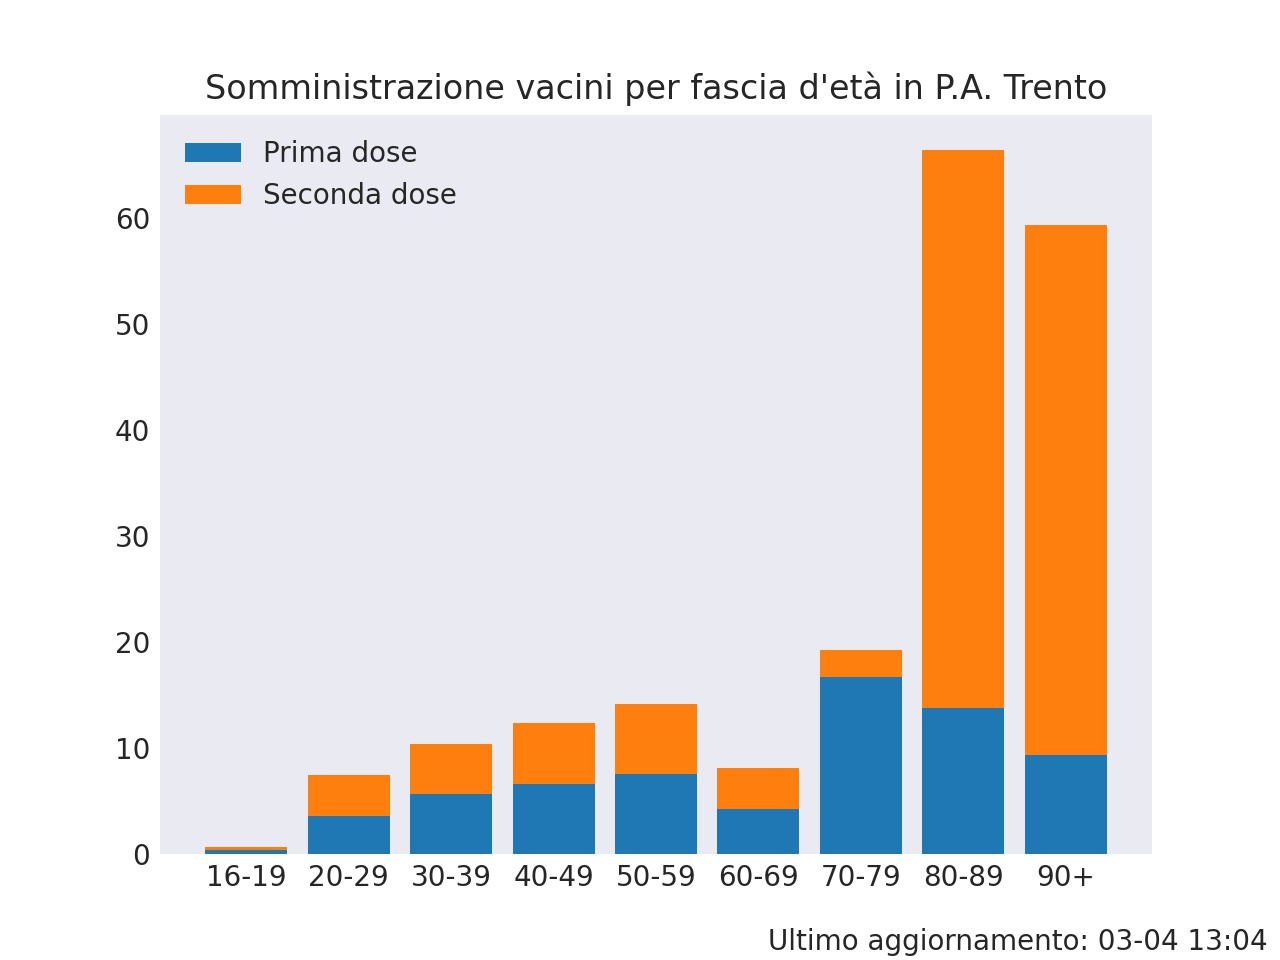 Somministrazione vacini per fascia d'età in P.A. Trento
Prima dose
Seconda dose
60
50
40
30
20
10
0
16-19 20-29 30-39 40-49 50-59 60-69 70-79 80-89 90+
Ultimo aggiornamento: 03-04 13:04